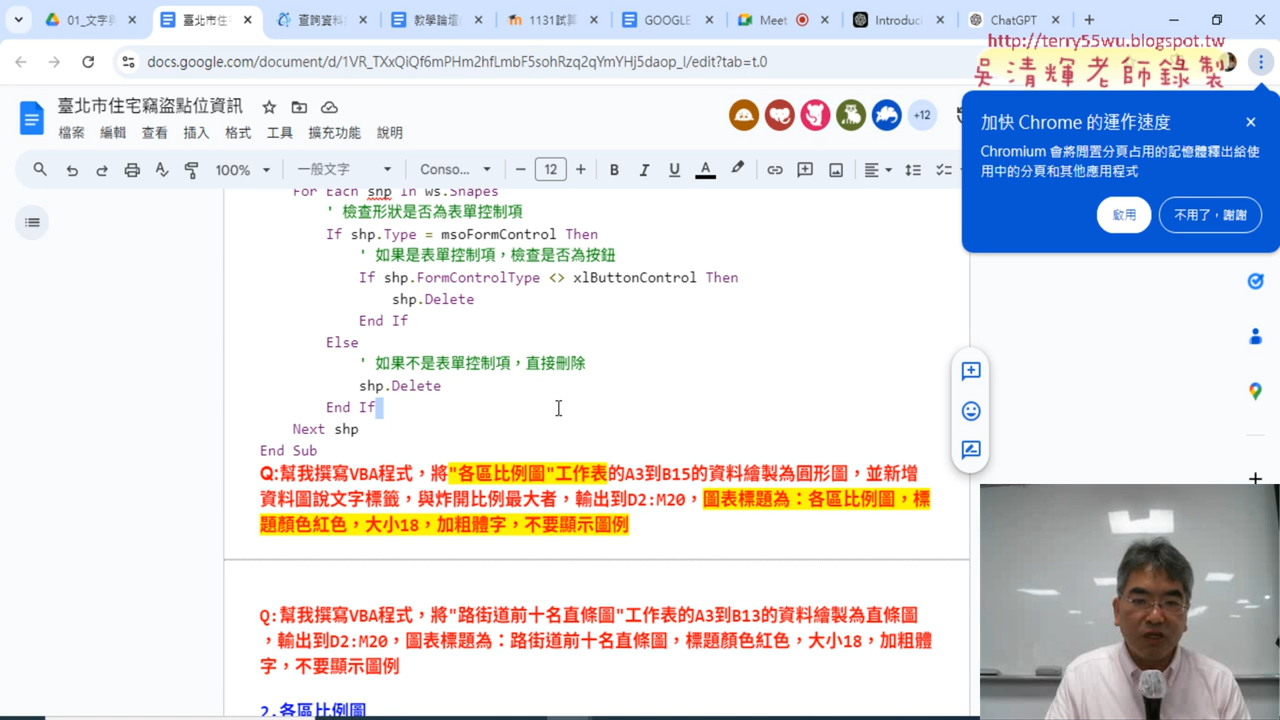 01_文字與
臺北市住宅
查詢資料
教學論壇
1131試算
GOOGLE
Meet
Introduc
ChatGPT
docs.google.com/document/d/1VR_TXxQiQf6mPHm2hfLmbF5sohRzq2qYmYHj5daop_I/edit?tab=t.0
http://terry55wu.blogspot.tw
吳清輝老師錄製
臺北市住宅竊盜點位資訊
檔案 編輯 查看 插入 格式 工具 擴充功能 說明
+12
100% 一般文字 Conso... 12 B I U A
加快 Chrome 的運作速度
Chromium 會將閒置分頁占用的記憶體釋出給使
用中的分頁和其他應用程式
啟用 不用了，謝謝
For Each shp In ws.Shapes
' 檢查形狀是否為表單控制項
If shp.Type = msoFormControl Then
' 如果是表單控制項，檢查是否為按鈕
If shp.FormControlType <> xlButtonControl Then
shp.Delete
End If
Else
' 如果不是表單控制項，直接刪除
shp.Delete
End If
Next shp
End Sub
Q:幫我撰寫VBA程式，將"各區比例圖"工作表的A3到B15的資料繪製為圓形圖，並新增
資料圖說文字標籤，與炸開比例最大者，輸出到D2:M20，圖表標題為：各區比例圖，標
題顏色紅色，大小18，加粗體字，不要顯示圖例
Q:幫我撰寫VBA程式，將"路街道前十名直條圖"工作表的A3到B13的資料繪製為直條圖
，輸出到D2:M20，圖表標題為：路街道前十名直條圖，標題顏色紅色，大小18，加粗體
字，不要顯示圖例
2.各區比例圖